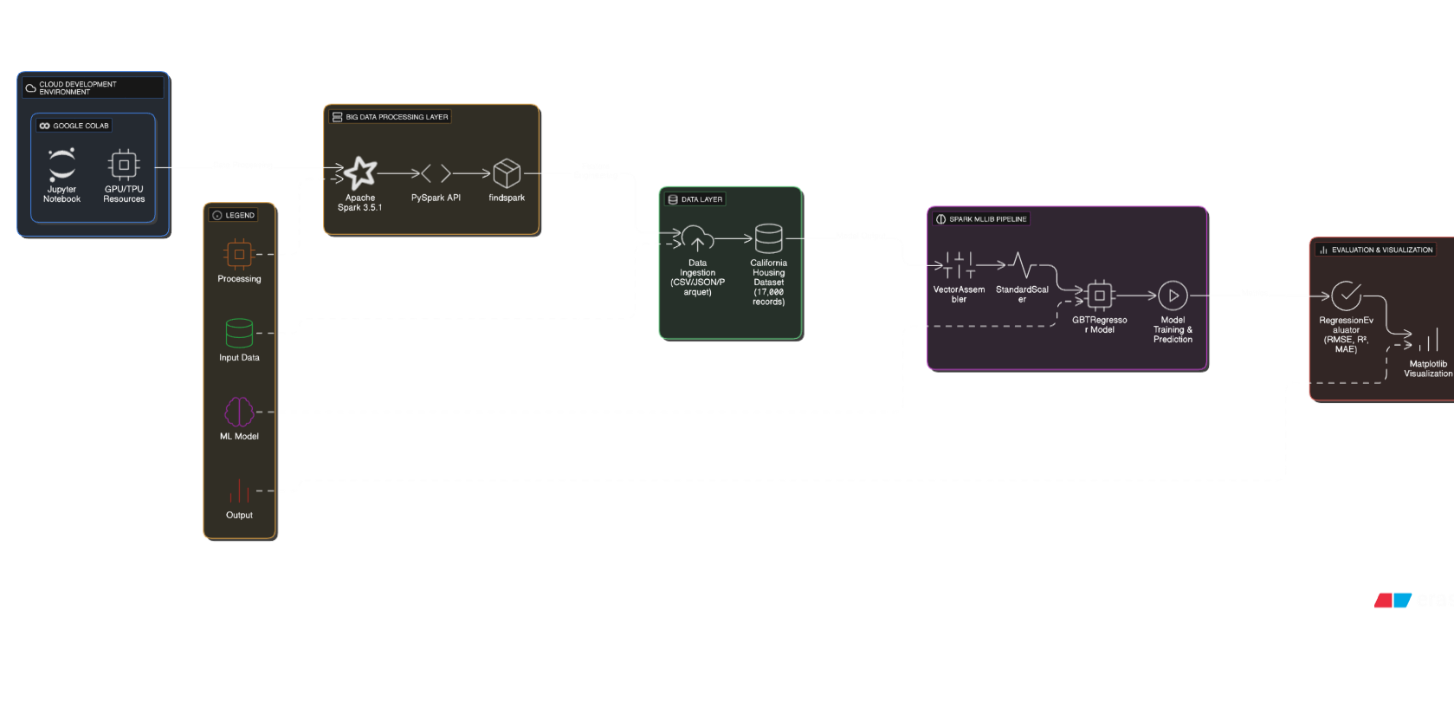 CLOUD DEVELOPMENT
ENVIRONMENT
GOOGLE COLAB
Jupyter
Notebook
GPU/TPU
Resources
LEGEND
Processing
Input Data
ML Model
Output
BIG DATA PROCESSING LAYER
Apache
Spark 3.5.1
PySpark API
findspark
DATA LAYER
Data
Ingestion
(CSV/JSON/P
arquet)
California
Housing
Dataset
(17,000
records)
SPARK MLLIB PIPELINE
VectorAssem
bler
StandardScal
er
GBTRegresso
r Model
Model
Training &
Prediction
EVALUATION & VISUALIZATION
RegressionEv
aluator
(RMSE, R²,
MAE)
Matplotlib
Visualization